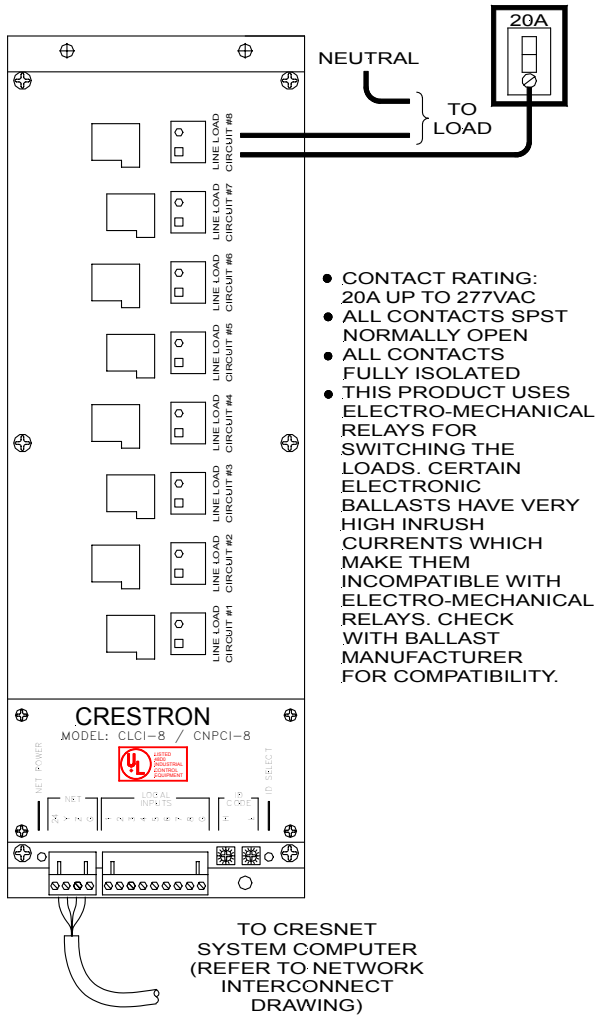 20A
NEUTRAL
TO
LOAD
LINE LOAD
CIRCUIT #8
LINE LOAD
CIRCUIT #7
LINE LOAD
CIRCUIT #6
LINE LOAD
CIRCUIT #5
LINE LOAD
CIRCUIT #4
LINE LOAD
CIRCUIT #3
LINE LOAD
CIRCUIT #2
LINE LOAD
CIRCUIT #1
● CONTACT RATING:
20A UP TO 277VAC
● ALL CONTACTS SPST
NORMALLY OPEN
● ALL CONTACTS
FULLY ISOLATED
● THIS PRODUCT USES
ELECTRO-MECHANICAL
RELAYS FOR
SWITCHING THE
LOADS. CERTAIN
ELECTRONIC
BALLASTS HAVE VERY
HIGH INRUSH
CURRENTS WHICH
MAKE THEM
INCOMPATIBLE WITH
ELECTRO-MECHANICAL
RELAYS. CHECK
WITH BALLAST
MANUFACTURER
FOR COMPATIBILITY.
CRESTRON
MODEL: CLCI-8 / CNPCI-8
UL
LISTED
INDUSTRIAL
CONTROL
EQUIPMENT
NET POWER
NET
LOCAL
INPUTS
ID
CODE
ID SELECT
TO CRESNET
SYSTEM COMPUTER
(REFER TO NETWORK
INTERCONNECT
DRAWING)